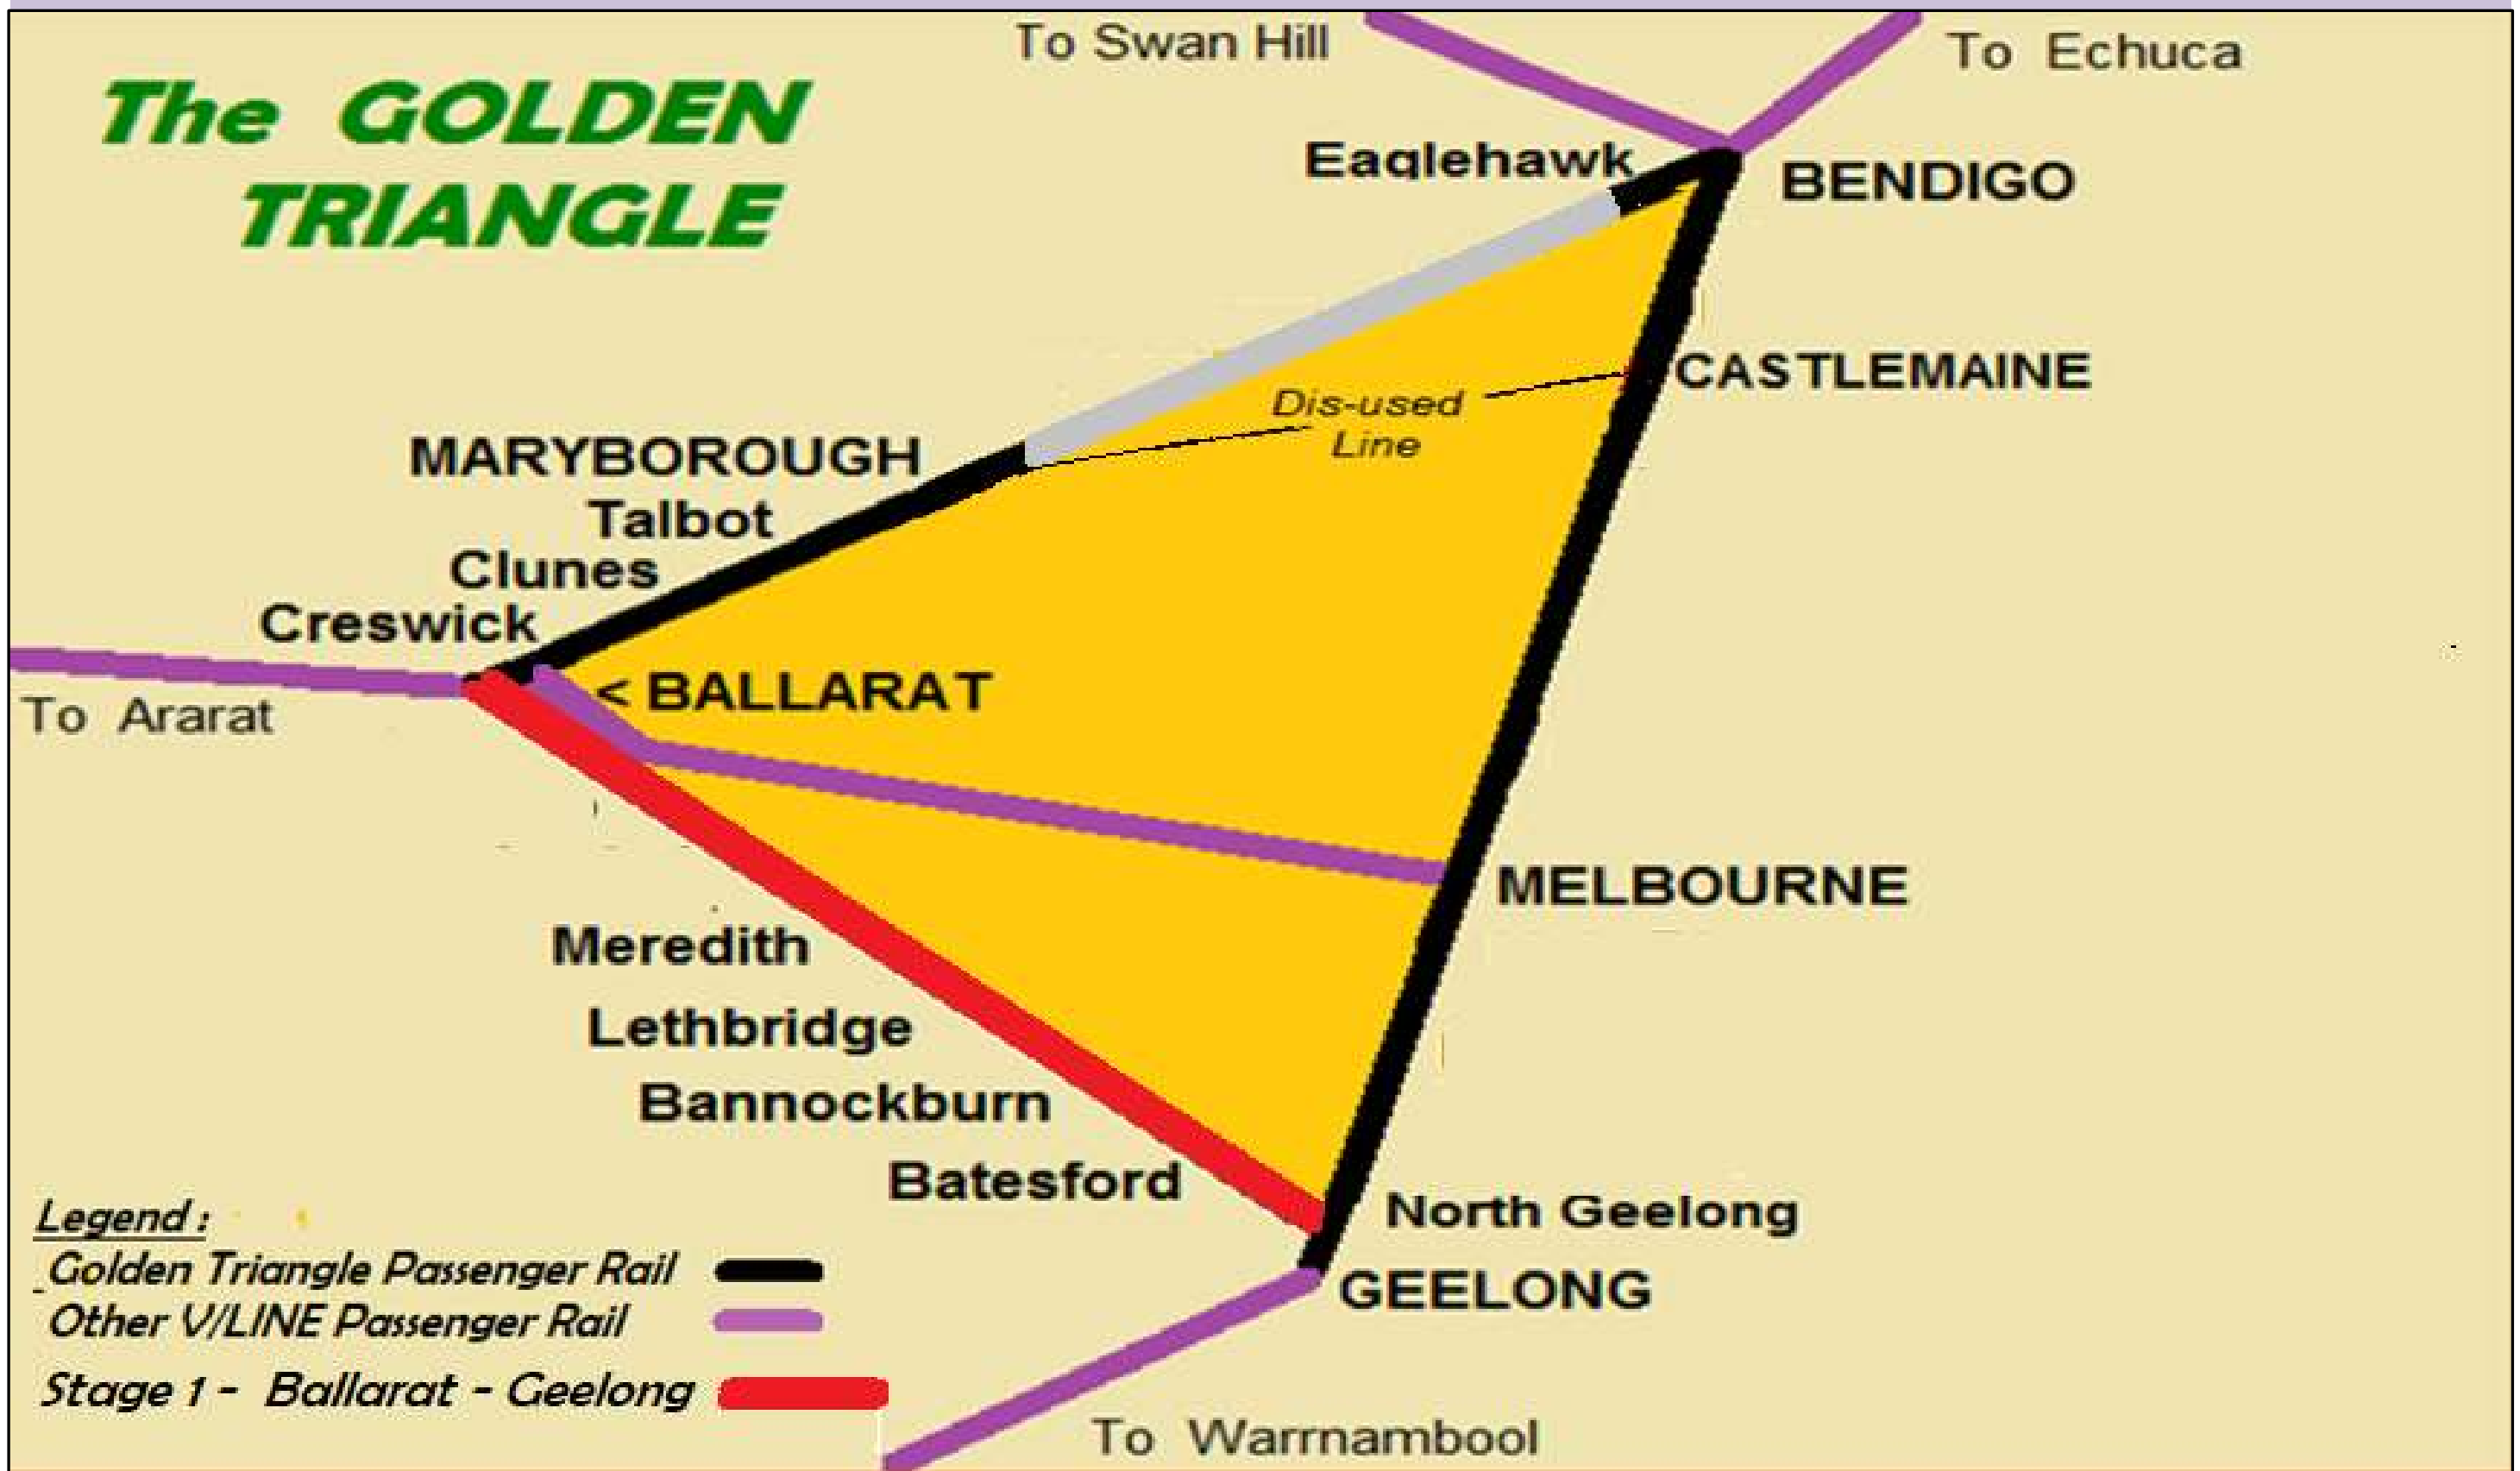 To Swan Hill
To Echuca
The GOLDEN
TRIANGLE
Eaglehawk
BENDIGO
CASTLEMAINE
Dis-used
Line
MARYBOROUGH
Talbot
Clunes
Creswick
< BALLARAT
To Ararat
MELBOURNE
Meredith
Lethbridge
Bannockburn
Batesford
North Geelong
GEELONG
Legend :
Golden Triangle Passenger Rail
Other V/LINE Passenger Rail
Stage 1 - Ballarat - Geelong
To Warrnambool